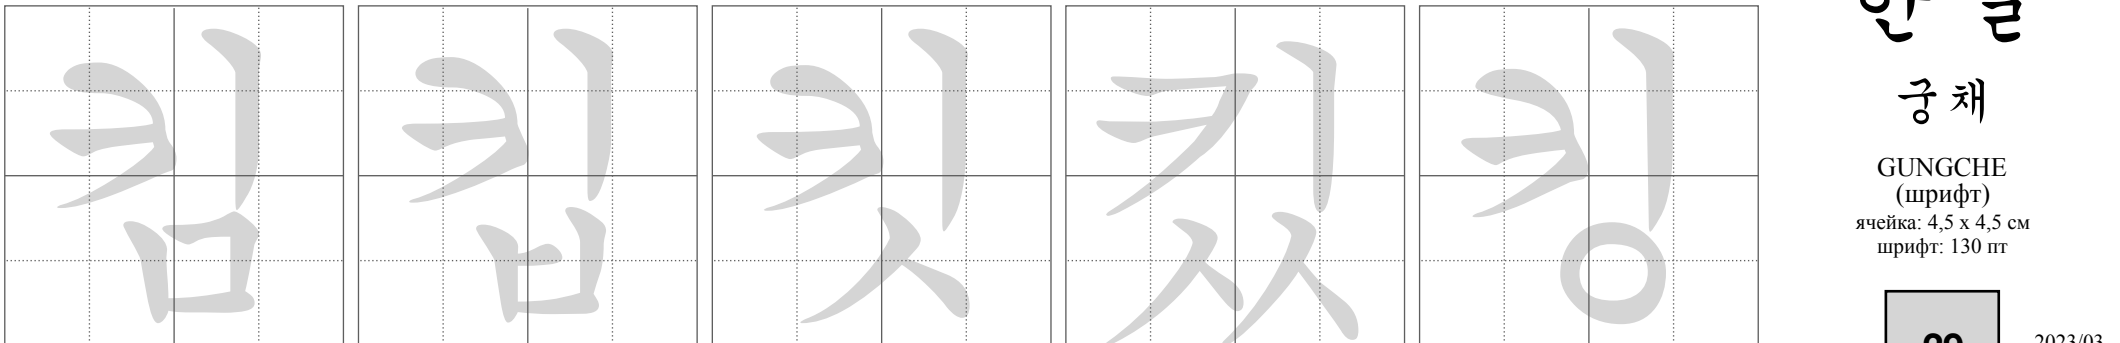 킴 킵 킷 킸 킹
한글
궁채
GUNGCHE
(шрифт)
ячейка: 4,5 x 4,5 см
шрифт: 130 пт
2023/03